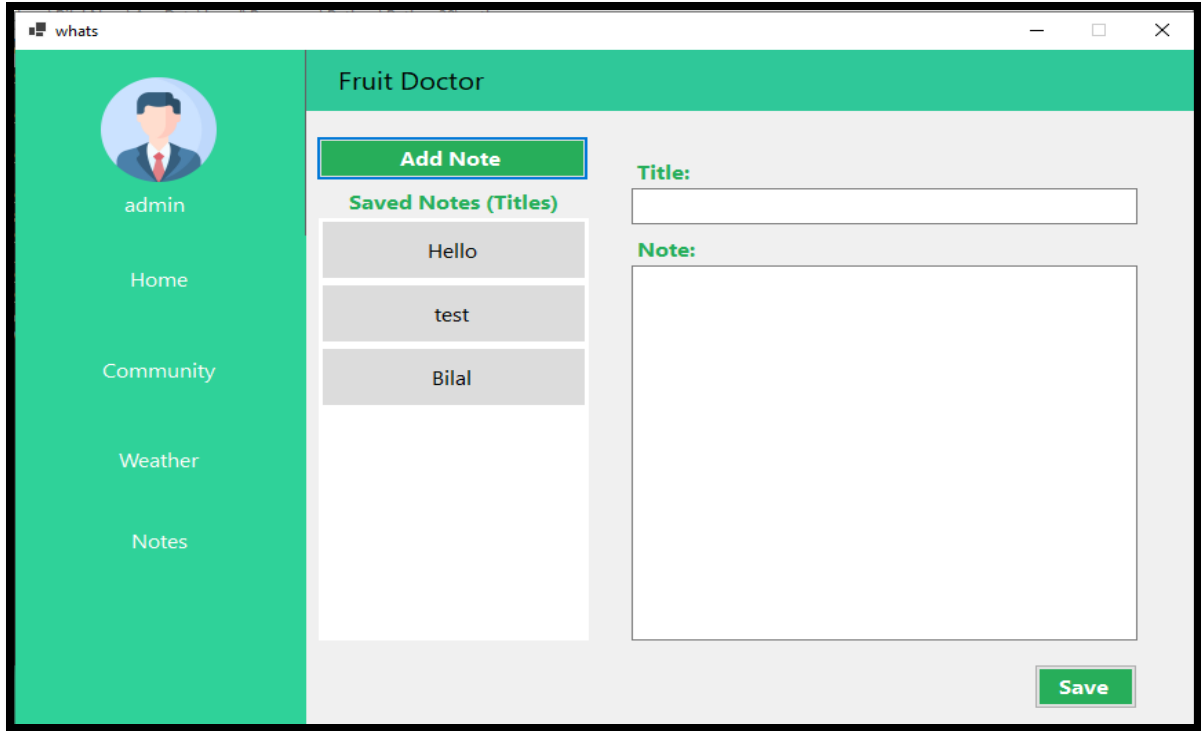 whats
Fruit Doctor
admin
Home
Community
Weather
Notes
Add Note
Saved Notes (Titles)
Hello
test
Bilal
Title:
Note:
Save